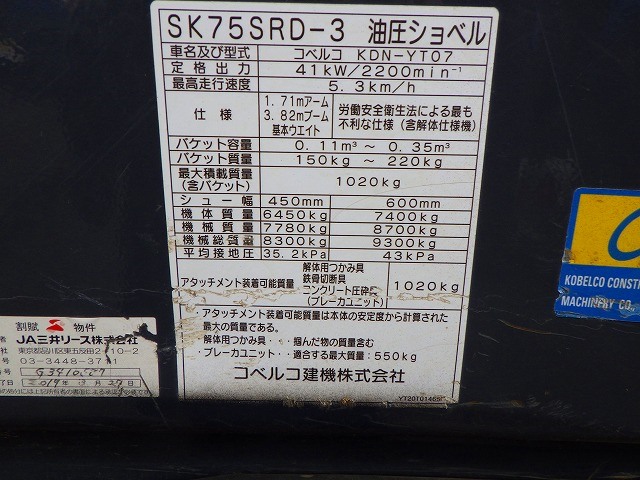 SK75SRD-3 油圧ショベル
車名及び型式 コベルコ KDN-YT07
定格出力 41kW/2200min⁻¹
最高走行速度 5.3km/h
仕様 1.71mアーム 3.82mブーム 基本ウエイト 労働安全衛生法による最も不利な仕様(含解体仕様機)
バケット容量 0.11m³ ~ 0.35m³
バケット質量 150kg ~ 220kg
最大積載質量(含バケット) 1020kg
シュー幅 450mm 600mm
機体質量 6450kg 7400kg
機械質量 7780kg 8700kg
機械総質量 8300kg 9300kg
平均接地圧 35.2kPa 43kPa
アタッチメント装着可能質量 解体用つかみ具 鉄骨切断具 コンクリート圧砕具 (ブレーカユニット) 1020kg
アタッチメント装着可能質量は本体の安定度から計算された
最大の質量である。
解体用つかみ具・・掴んだ物の質量含む
ブレーカユニット・・適合する最大質量:550kg
コベルコ建機株式会社
YT20T01465
割賦 物件
者 JA三井リース株式会社
東京都品川区東五反田2-10-2
号 03-3448-37
番号
了日 2019年
KOBELCO CONSTR
MACHINERY CO.